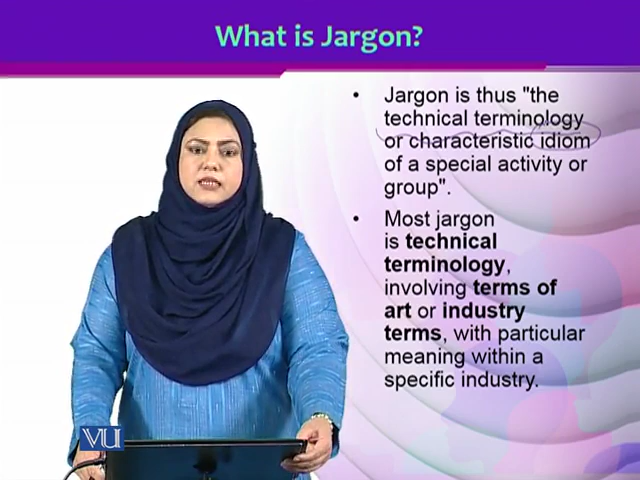 What is Jargon?
• Jargon is thus "the
technical terminology
or characteristic idiom
of a special activity or
group".
• Most jargon
is technical
terminology,
involving terms of
art or industry
terms, with particular
meaning within a
specific industry.
VU